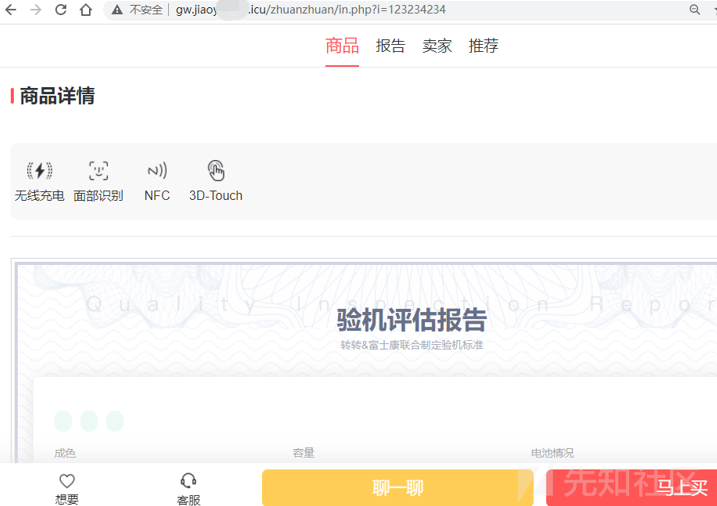 不安全 gw.jiaoy .icu/zhuanzhuan/in.php?i=123234234
商品 报告 卖家 推荐
商品详情
无线充电 面部识别 NFC 3D-Touch
Quality Inspection Repor
验机评估报告
转转&富士康联合制定验机标准
成色 容量 电池情况
想要 客服 聊一聊 马上买
先知社区